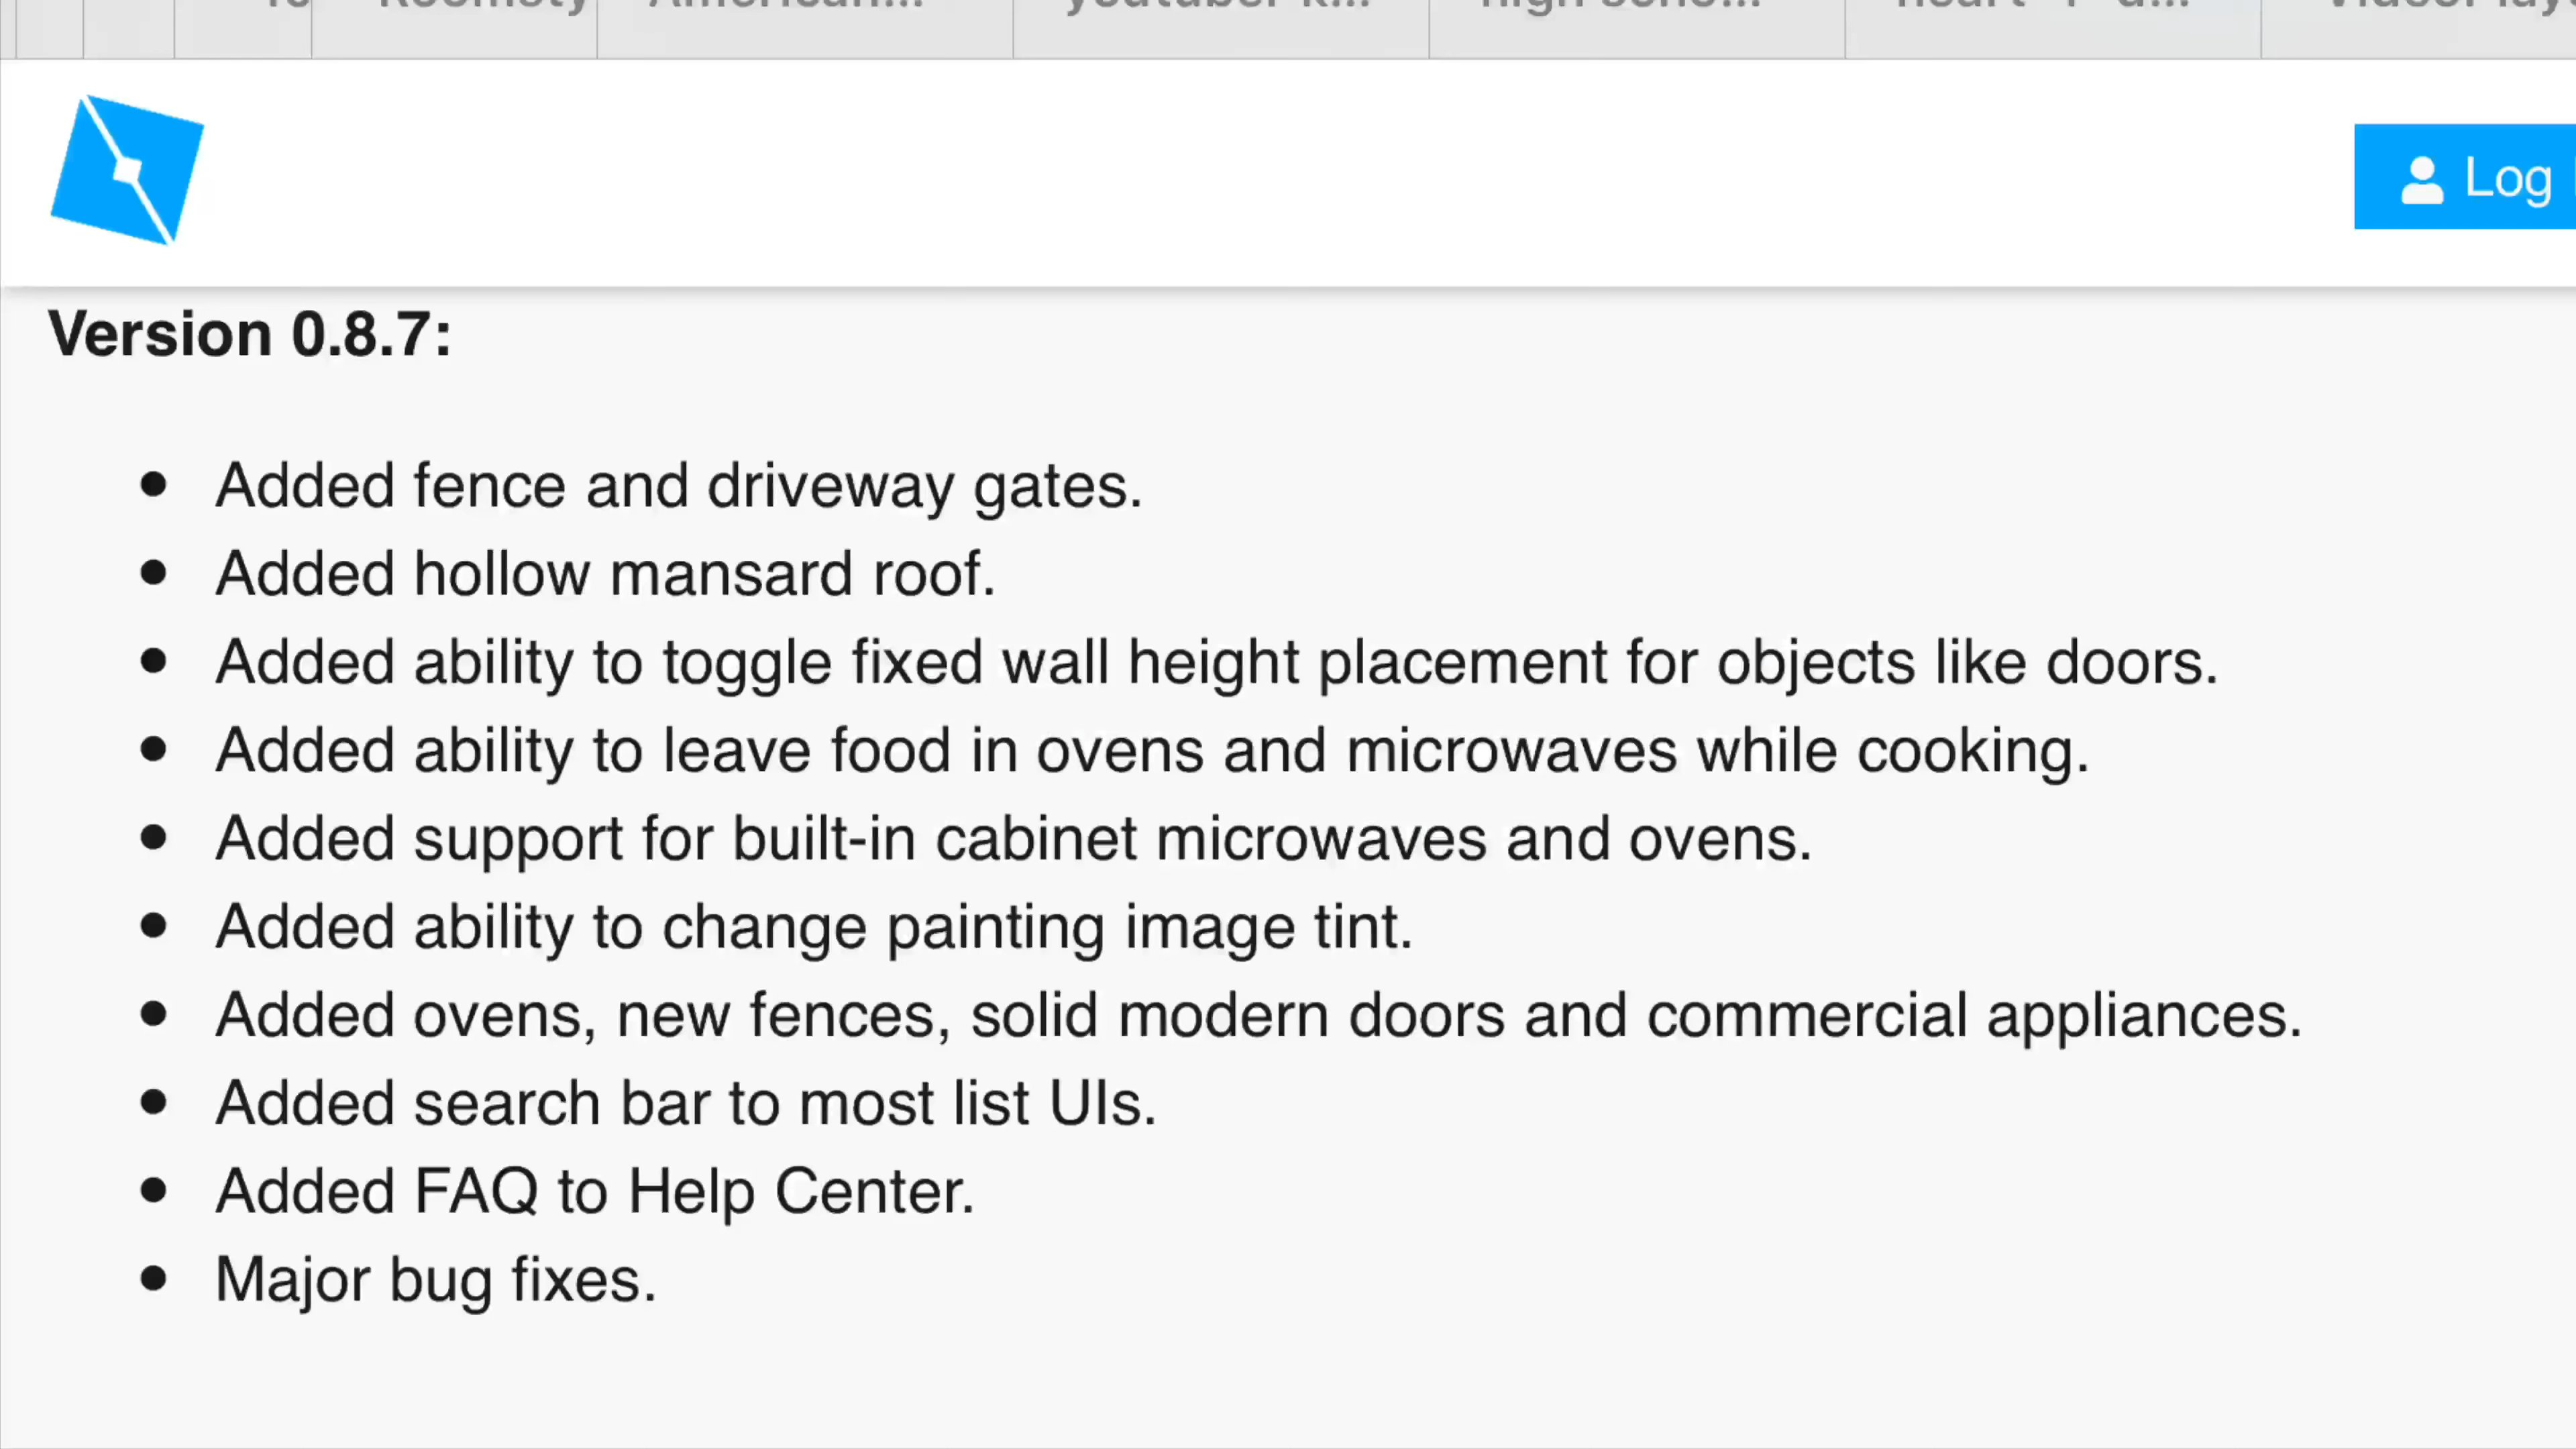 Log
Version 0.8.7:
Added fence and driveway gates.
Added hollow mansard roof.
Added ability to toggle fixed wall height placement for objects like doors.
Added ability to leave food in ovens and microwaves while cooking.
Added support for built-in cabinet microwaves and ovens.
Added ability to change painting image tint.
Added ovens, new fences, solid modern doors and commercial appliances.
Added search bar to most list UIs.
Added FAQ to Help Center.
Major bug fixes.